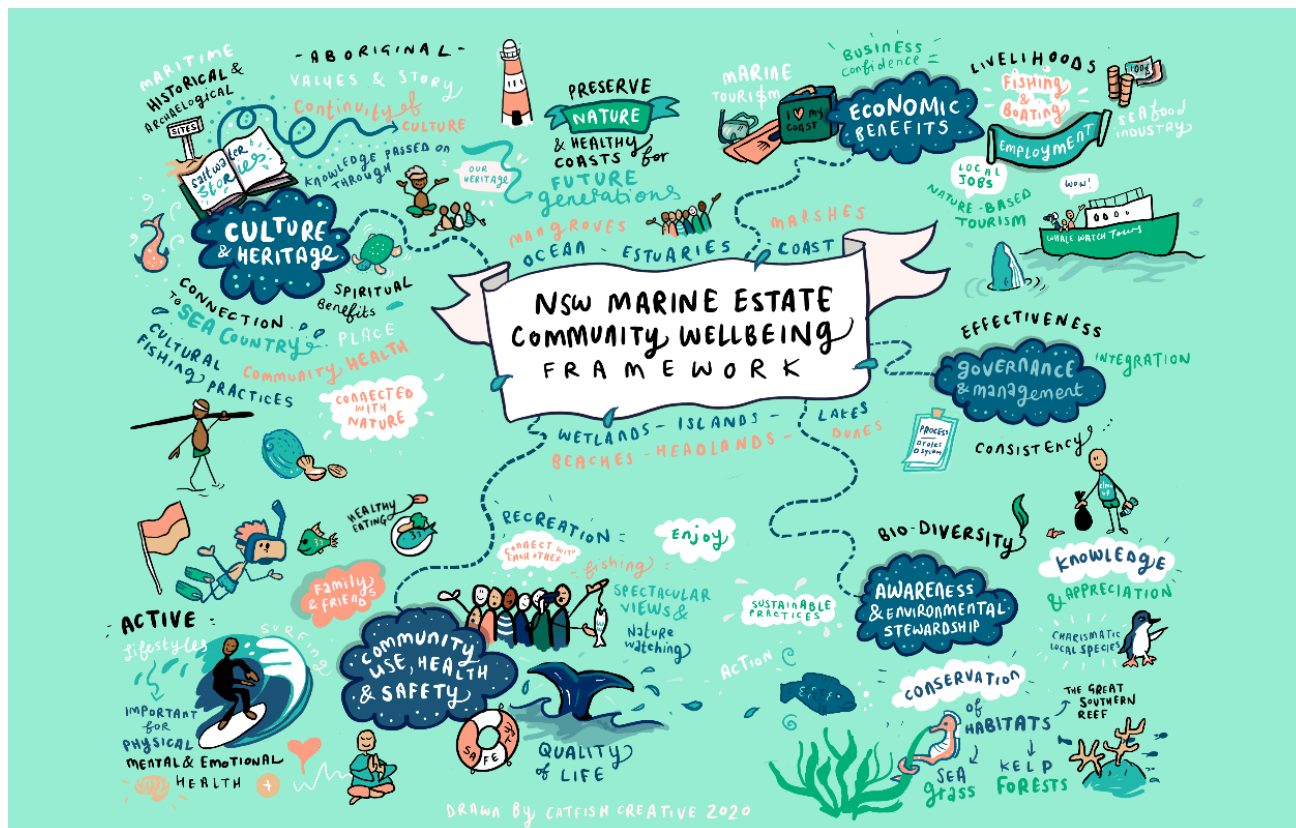 MARITIME
HISTORICAL &
ARCHAELOGICAL
SITES
saltwater
stories
- ABORIGINAL -
VALUES & STORY
Continuity of
CULTURE
KNOWLEDGE PASSED ON
THROUGH
OUR
HERITAGE
CULTURE
& HERITAGE
SPIRITUAL
Benefits
CONNECTION
TO SEA COUNTRY
PLACE
CULTURAL
FISHING PRACTICES
COMMUNITY HEALTH
CONNECTED
WITH
NATURE
PRESERVE
NATURE
& HEALTHY
COASTS for
FUTURE
generations
MARINE
TOURI$M
I ♥ MY
COAST
BUSINESS
Confidence
ECONOMIC
BENEFITS
LIVELIHOODS
FISHING
&
BOATING
100$
SEAfood
INDUSTRY
EMPLOYMENT
LOCAL
JOBS
NATURE-BASED
TOURISM
WOW!
WHALE WATCH TOURS
MANGROVES
MARSHES
OCEAN - ESTUARIES - COAST
NSW MARINE ESTATE
COMMUNITY WELLBEING
FRAMEWORK
WETLANDS - ISLANDS - LAKES
BEACHES - HEADLANDS - DUNES
EFFECTIVENESS
GOVERNANCE
& management
INTEGRATION
PROCESS
CONSISTENCY
HEALTHY
EATING
Family
& FRIENDS
RECREATION
CONNECT WITH
EACH OTHER
Enjoy
fishing
SPECTACULAR
VIEWS &
Nature
watching
- ACTIVE -
Lifestyles
SURFING
IMPORTANT
for
PHYSICAL
MENTAL & EMOTIONAL
HEALTH
COMMUNITY
USE, HEALTH
& SAFETY
SAFE
QUALITY
of LIFE
BIO-DIVERSITY
KNOWLEDGE
& APPRECIATION
AWARENESS
& ENVIRONMENTAL
STEWARDSHIP
SUSTAINABLE
PRACTICES
ACTION
CHARISMATIC
LOCAL SPECIES
CONSERVATION
of
HABITATS
THE GREAT
SOUTHERN
REEF
SEA
grass
KELP
FORESTS
DRAWN BY CATFISH CREATIVE 2020